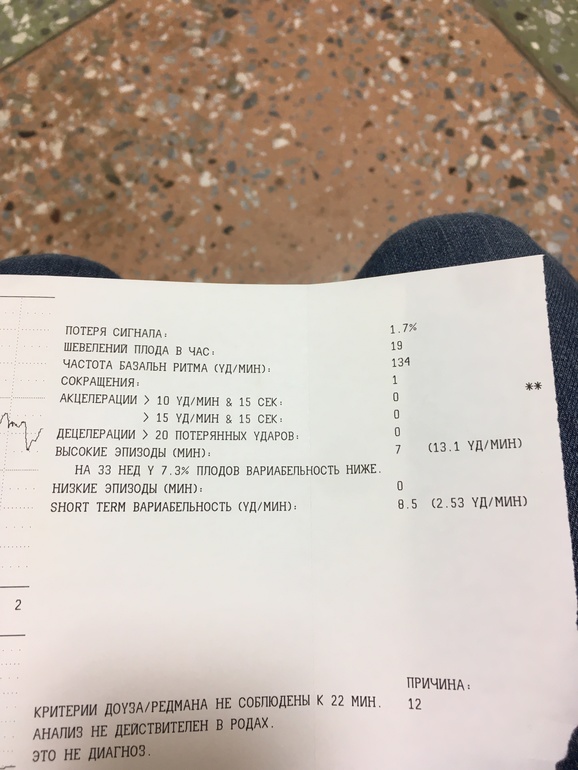 ПОТЕРЯ СИГНАЛА: 1.7%
ШЕВЕЛЕНИЙ ПЛОДА В ЧАС: 19
ЧАСТОТА БАЗАЛЬН РИТМА (УД/МИН): 134
СОКРАЩЕНИЯ: 1 **
АКЦЕЛЕРАЦИИ > 10 УД/МИН & 15 СЕК: 0
> 15 УД/МИН & 15 СЕК: 0
ДЕЦЕЛЕРАЦИИ > 20 ПОТЕРЯННЫХ УДАРОВ: 0
ВЫСОКИЕ ЭПИЗОДЫ (МИН): 7 (13.1 УД/МИН)
НА 33 НЕД У 7.3% ПЛОДОВ ВАРИАБЕЛЬНОСТЬ НИЖЕ.
НИЗКИЕ ЭПИЗОДЫ (МИН): 0
SHORT TERM ВАРИАБЕЛЬНОСТЬ (УД/МИН): 8.5 (2.53 УД/МИН)
2
ПРИЧИНА:
КРИТЕРИИ ДОУЗА/РЕДМАНА НЕ СОБЛЮДЕНЫ К 22 МИН. 12
АНАЛИЗ НЕ ДЕЙСТВИТЕЛЕН В РОДАХ.
ЭТО НЕ ДИАГНОЗ.